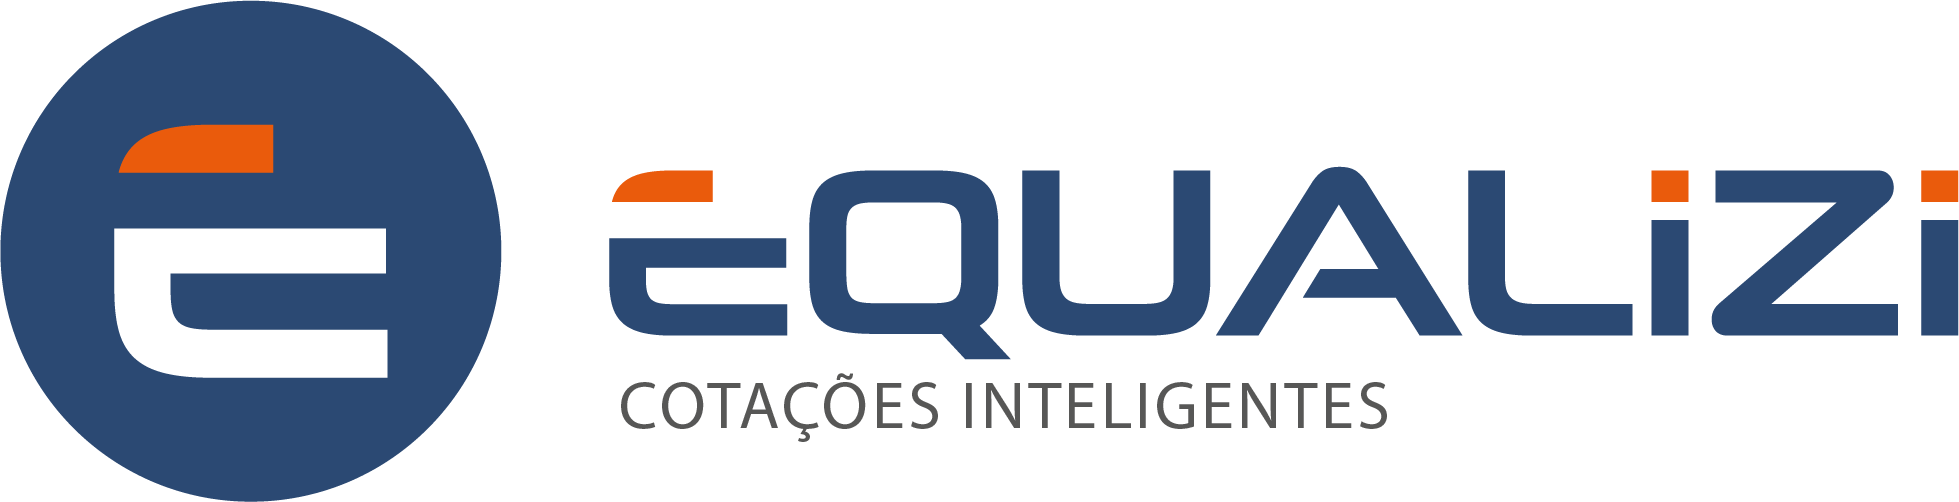 E
EQUALiZi
COTAÇÕES INTELIGENTES